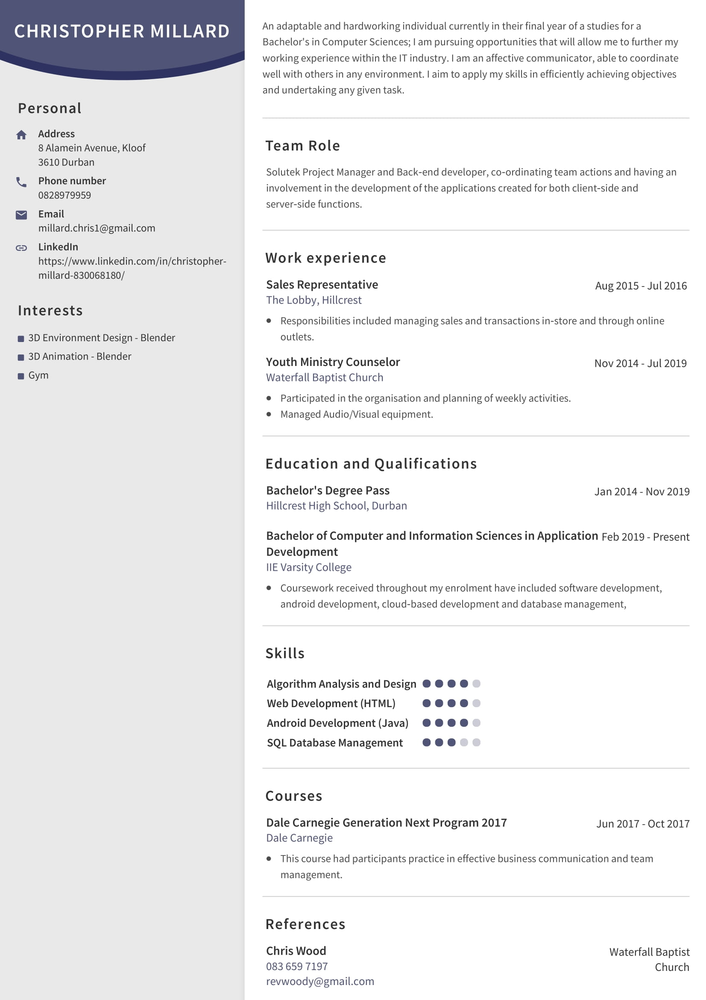 CHRISTOPHER MILLARD
Personal
Address
8 Alamein Avenue, Kloof
3610 Durban
Phone number
0828979959
Email
millard.chris1@gmail.com
LinkedIn
https://www.linkedin.com/in/christopher-
millard-830068180/
Interests
3D Environment Design - Blender
3D Animation - Blender
Gym
An adaptable and hardworking individual currently in their final year of a studies for a
Bachelor's in Computer Sciences; I am pursuing opportunities that will allow me to further my
working experience within the IT industry. I am an affective communicator, able to coordinate
well with others in any environment. I aim to apply my skills in efficiently achieving objectives
and undertaking any given task.
Team Role
Solutek Project Manager and Back-end developer, co-ordinating team actions and having an
involvement in the development of the applications created for both client-side and
server-side functions.
Work experience
Sales Representative Aug 2015 - Jul 2016
The Lobby, Hillcrest
• Responsibilities included managing sales and transactions in-store and through online
outlets.
Youth Ministry Counselor Nov 2014 - Jul 2019
Waterfall Baptist Church
• Participated in the organisation and planning of weekly activities.
• Managed Audio/Visual equipment.
Education and Qualifications
Bachelor's Degree Pass Jan 2014 - Nov 2019
Hillcrest High School, Durban
Bachelor of Computer and Information Sciences in Application Feb 2019 - Present
Development
IIE Varsity College
• Coursework received throughout my enrolment have included software development,
android development, cloud-based development and database management,
Skills
Algorithm Analysis and Design
Web Development (HTML)
Android Development (Java)
SQL Database Management
Courses
Dale Carnegie Generation Next Program 2017 Jun 2017 - Oct 2017
Dale Carnegie
• This course had participants practice in effective business communication and team
management.
References
Chris Wood Waterfall Baptist
083 659 7197 Church
revwoody@gmail.com